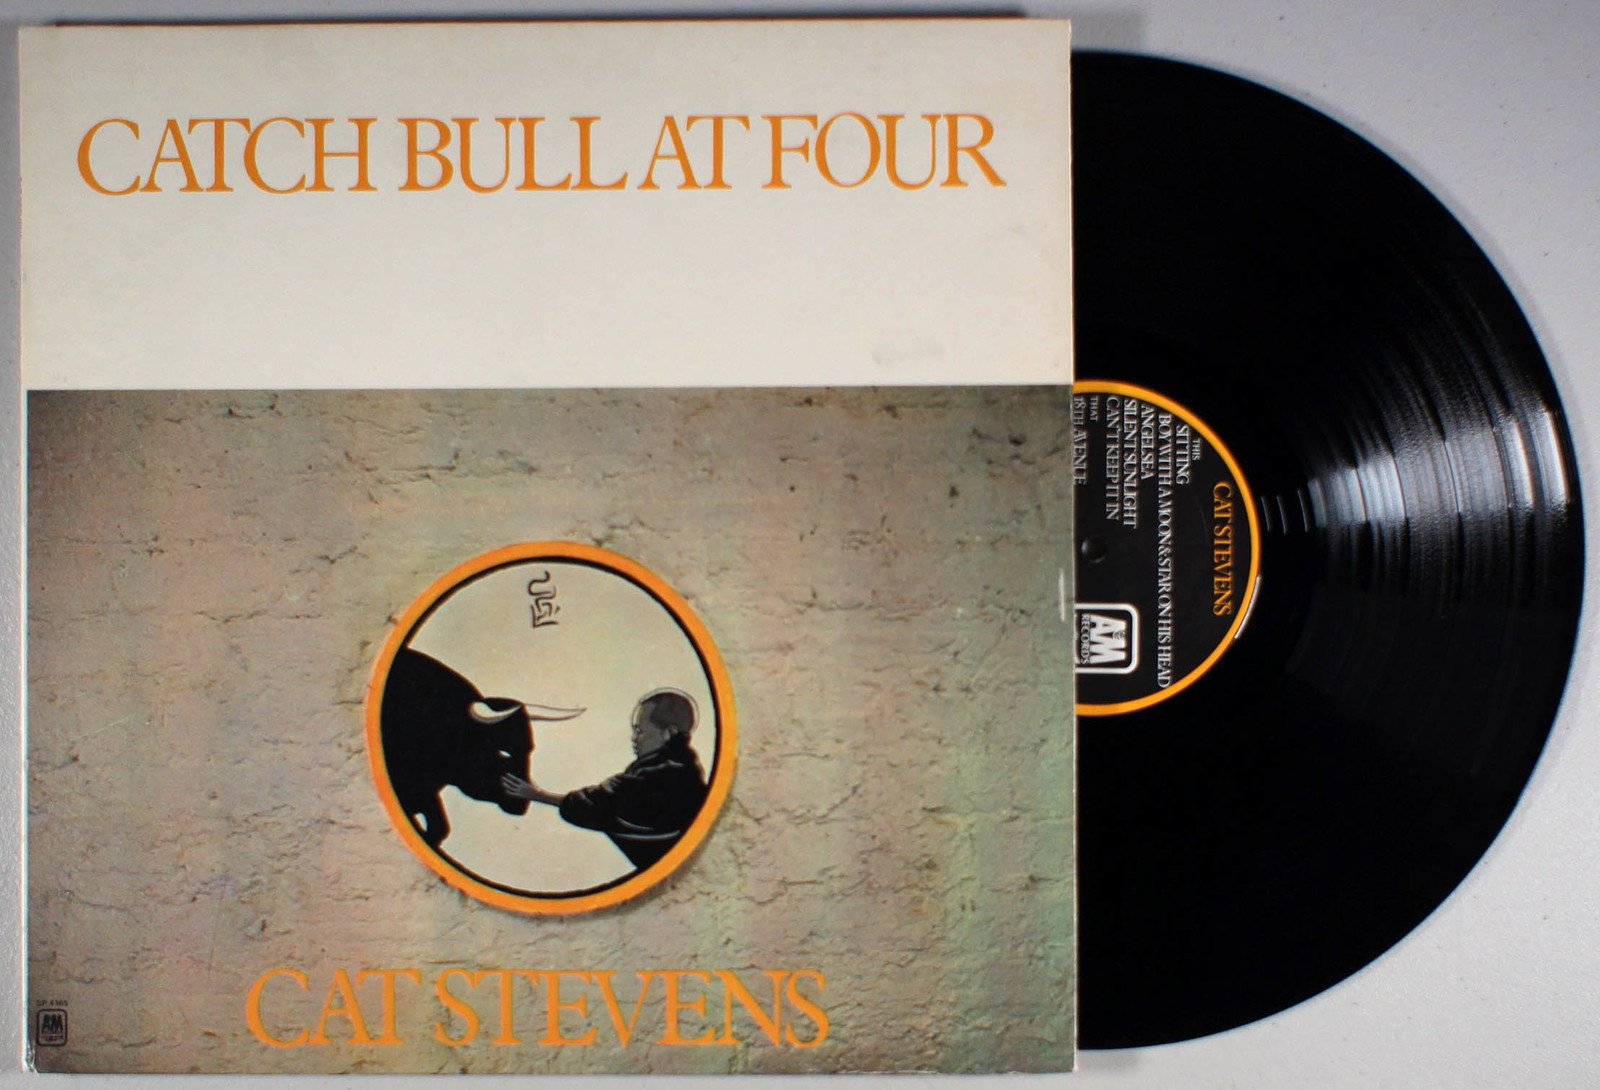 CATCH BULL AT FOUR
CAT STEVENS
SP 4365
A&M
CAT STEVENS
THIS
SITTING
BOY WITH A MOON & STAR ON HIS HEAD
ANGELSEA
SILENT SUNLIGHT
CAN'T KEEP IT IN
THAT
18TH AVENUE
A&M
RECORDS